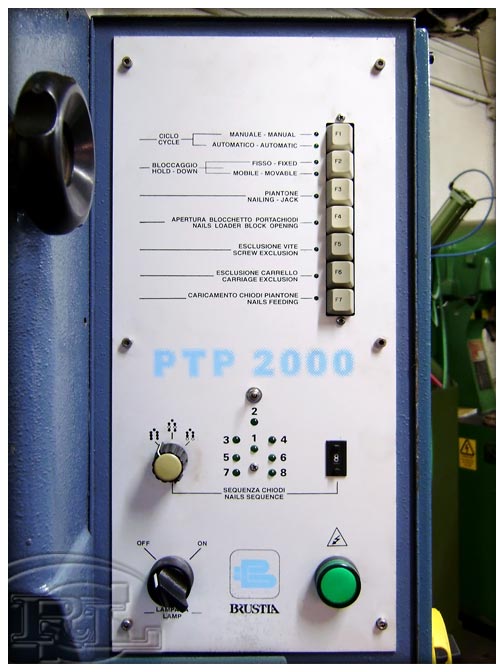 CICLO
CYCLE
MANUALE - MANUAL
AUTOMATICO - AUTOMATIC
F1
BLOCCAGGIO
HOLD - DOWN
FISSO - FIXED
MOBILE - MOVABLE
F2
PIANTONE
NAILING - JACK
F3
APERTURA BLOCCHETTO PORTACHIODI
NAILS LOADER BLOCK OPENING
F4
ESCLUSIONE VITE
SCREW EXCLUSION
F5
ESCLUSIONE CARRELLO
CARRIAGE EXCLUSION
F6
CARICAMENTO CHIODI PIANTONE
NAILS FEEDING
F7
PTP 2000
2
3 1 4
5 6
7 8
8
SEQUENZA CHIODI
NAILS SEQUENCE
OFF ON
LAMP
BRUSTIA
RL